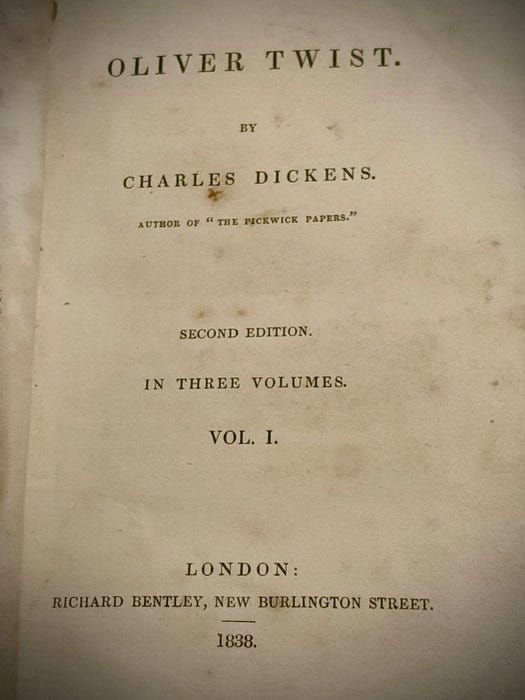 OLIVER TWIST.
BY
CHARLES DICKENS.
AUTHOR OF “THE PICKWICK PAPERS.”
SECOND EDITION.
IN THREE VOLUMES.
VOL. I.
LONDON:
RICHARD BENTLEY, NEW BURLINGTON STREET.
1838.